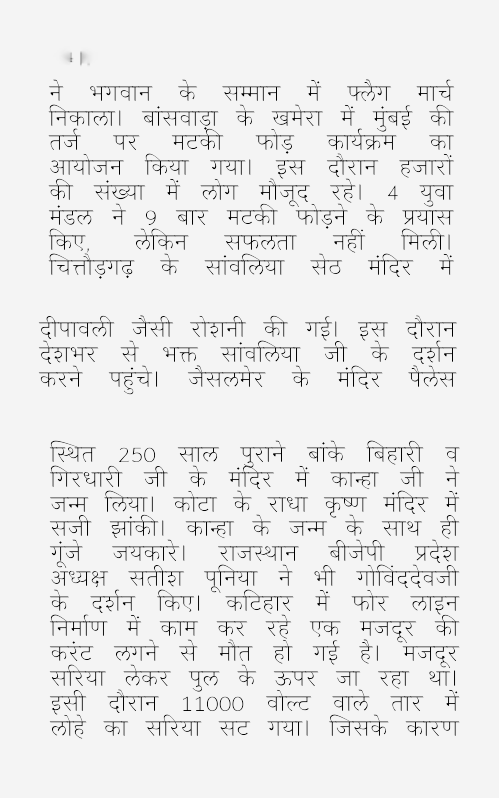 ने भगवान के सम्मान में फ्लैग मार्च
निकाला। बांसवाड़ा के खमेरा में मुंबई की
तर्ज पर मटकी फोड़ कार्यक्रम का
आयोजन किया गया। इस दौरान हजारों
की संख्या में लोग मौजूद रहे। 4 युवा
मंडल ने 9 बार मटकी फोड़ने के प्रयास
किए, लेकिन सफलता नहीं मिली।
चित्तौड़गढ़ के सांवलिया सेठ मंदिर में
दीपावली जैसी रोशनी की गई। इस दौरान
देशभर से भक्त सांवलिया जी के दर्शन
करने पहुंचे। जैसलमेर के मंदिर पैलेस
स्थित 250 साल पुराने बांके बिहारी व
गिरधारी जी के मंदिर में कान्हा जी ने
जन्म लिया। कोटा के राधा कृष्ण मंदिर में
सजी झांकी। कान्हा के जन्म के साथ ही
गूंजे जयकारे। राजस्थान बीजेपी प्रदेश
अध्यक्ष सतीश पूनिया ने भी गोविंददेवजी
के दर्शन किए। कटिहार में फोर लाइन
निर्माण में काम कर रहे एक मजदूर की
करंट लगने से मौत हो गई है। मजदूर
सरिया लेकर पुल के ऊपर जा रहा था।
इसी दौरान 11000 वोल्ट वाले तार में
लोहे का सरिया सट गया। जिसके कारण